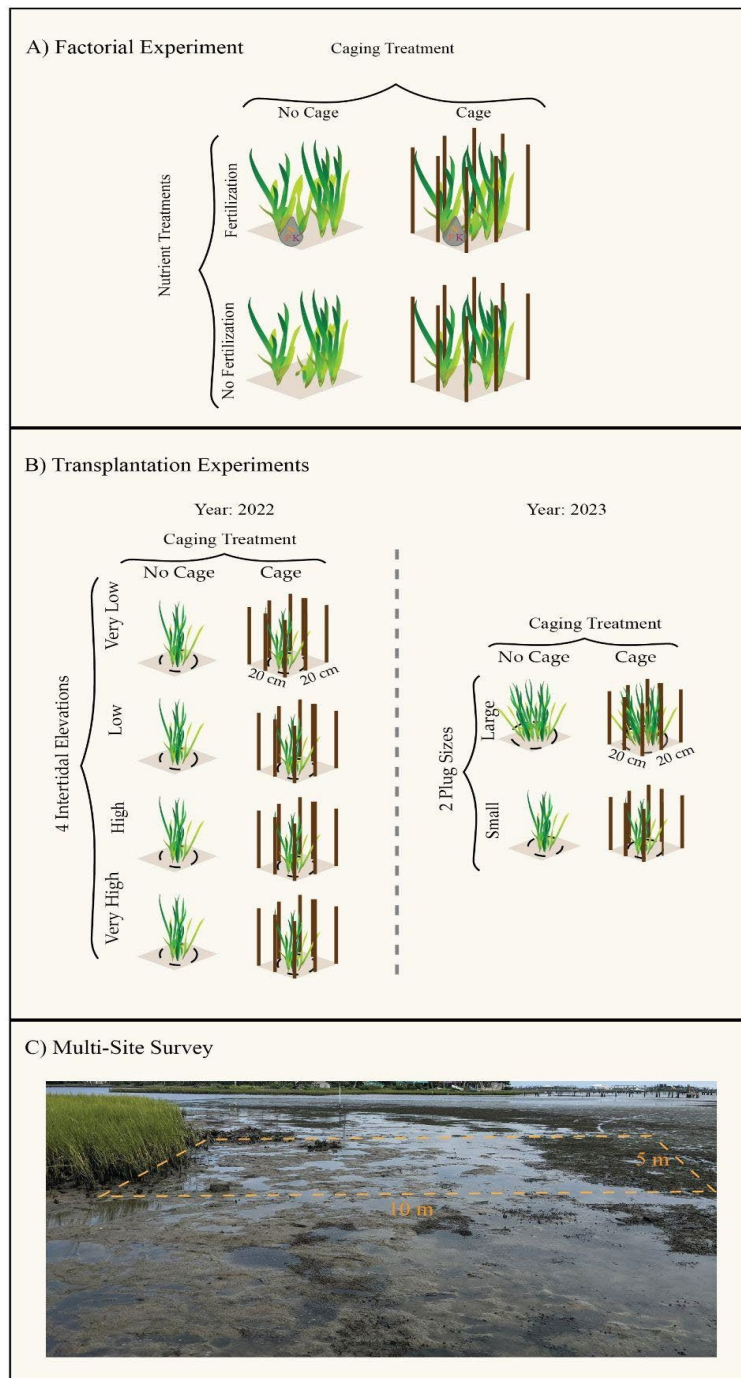 A) Factorial Experiment
Caging Treatment
No Cage
Cage
Nutrient Treatments
Fertilization
No Fertilization
K
K
B) Transplantation Experiments
Year: 2022
Caging Treatment
No Cage
Cage
4 Intertidal Elevations
Very Low
20 cm
20 cm
Low
High
Very High
Year: 2023
Caging Treatment
No Cage
Cage
2 Plug Sizes
Large
20 cm
20 cm
Small
C) Multi-Site Survey
5 m
10 m